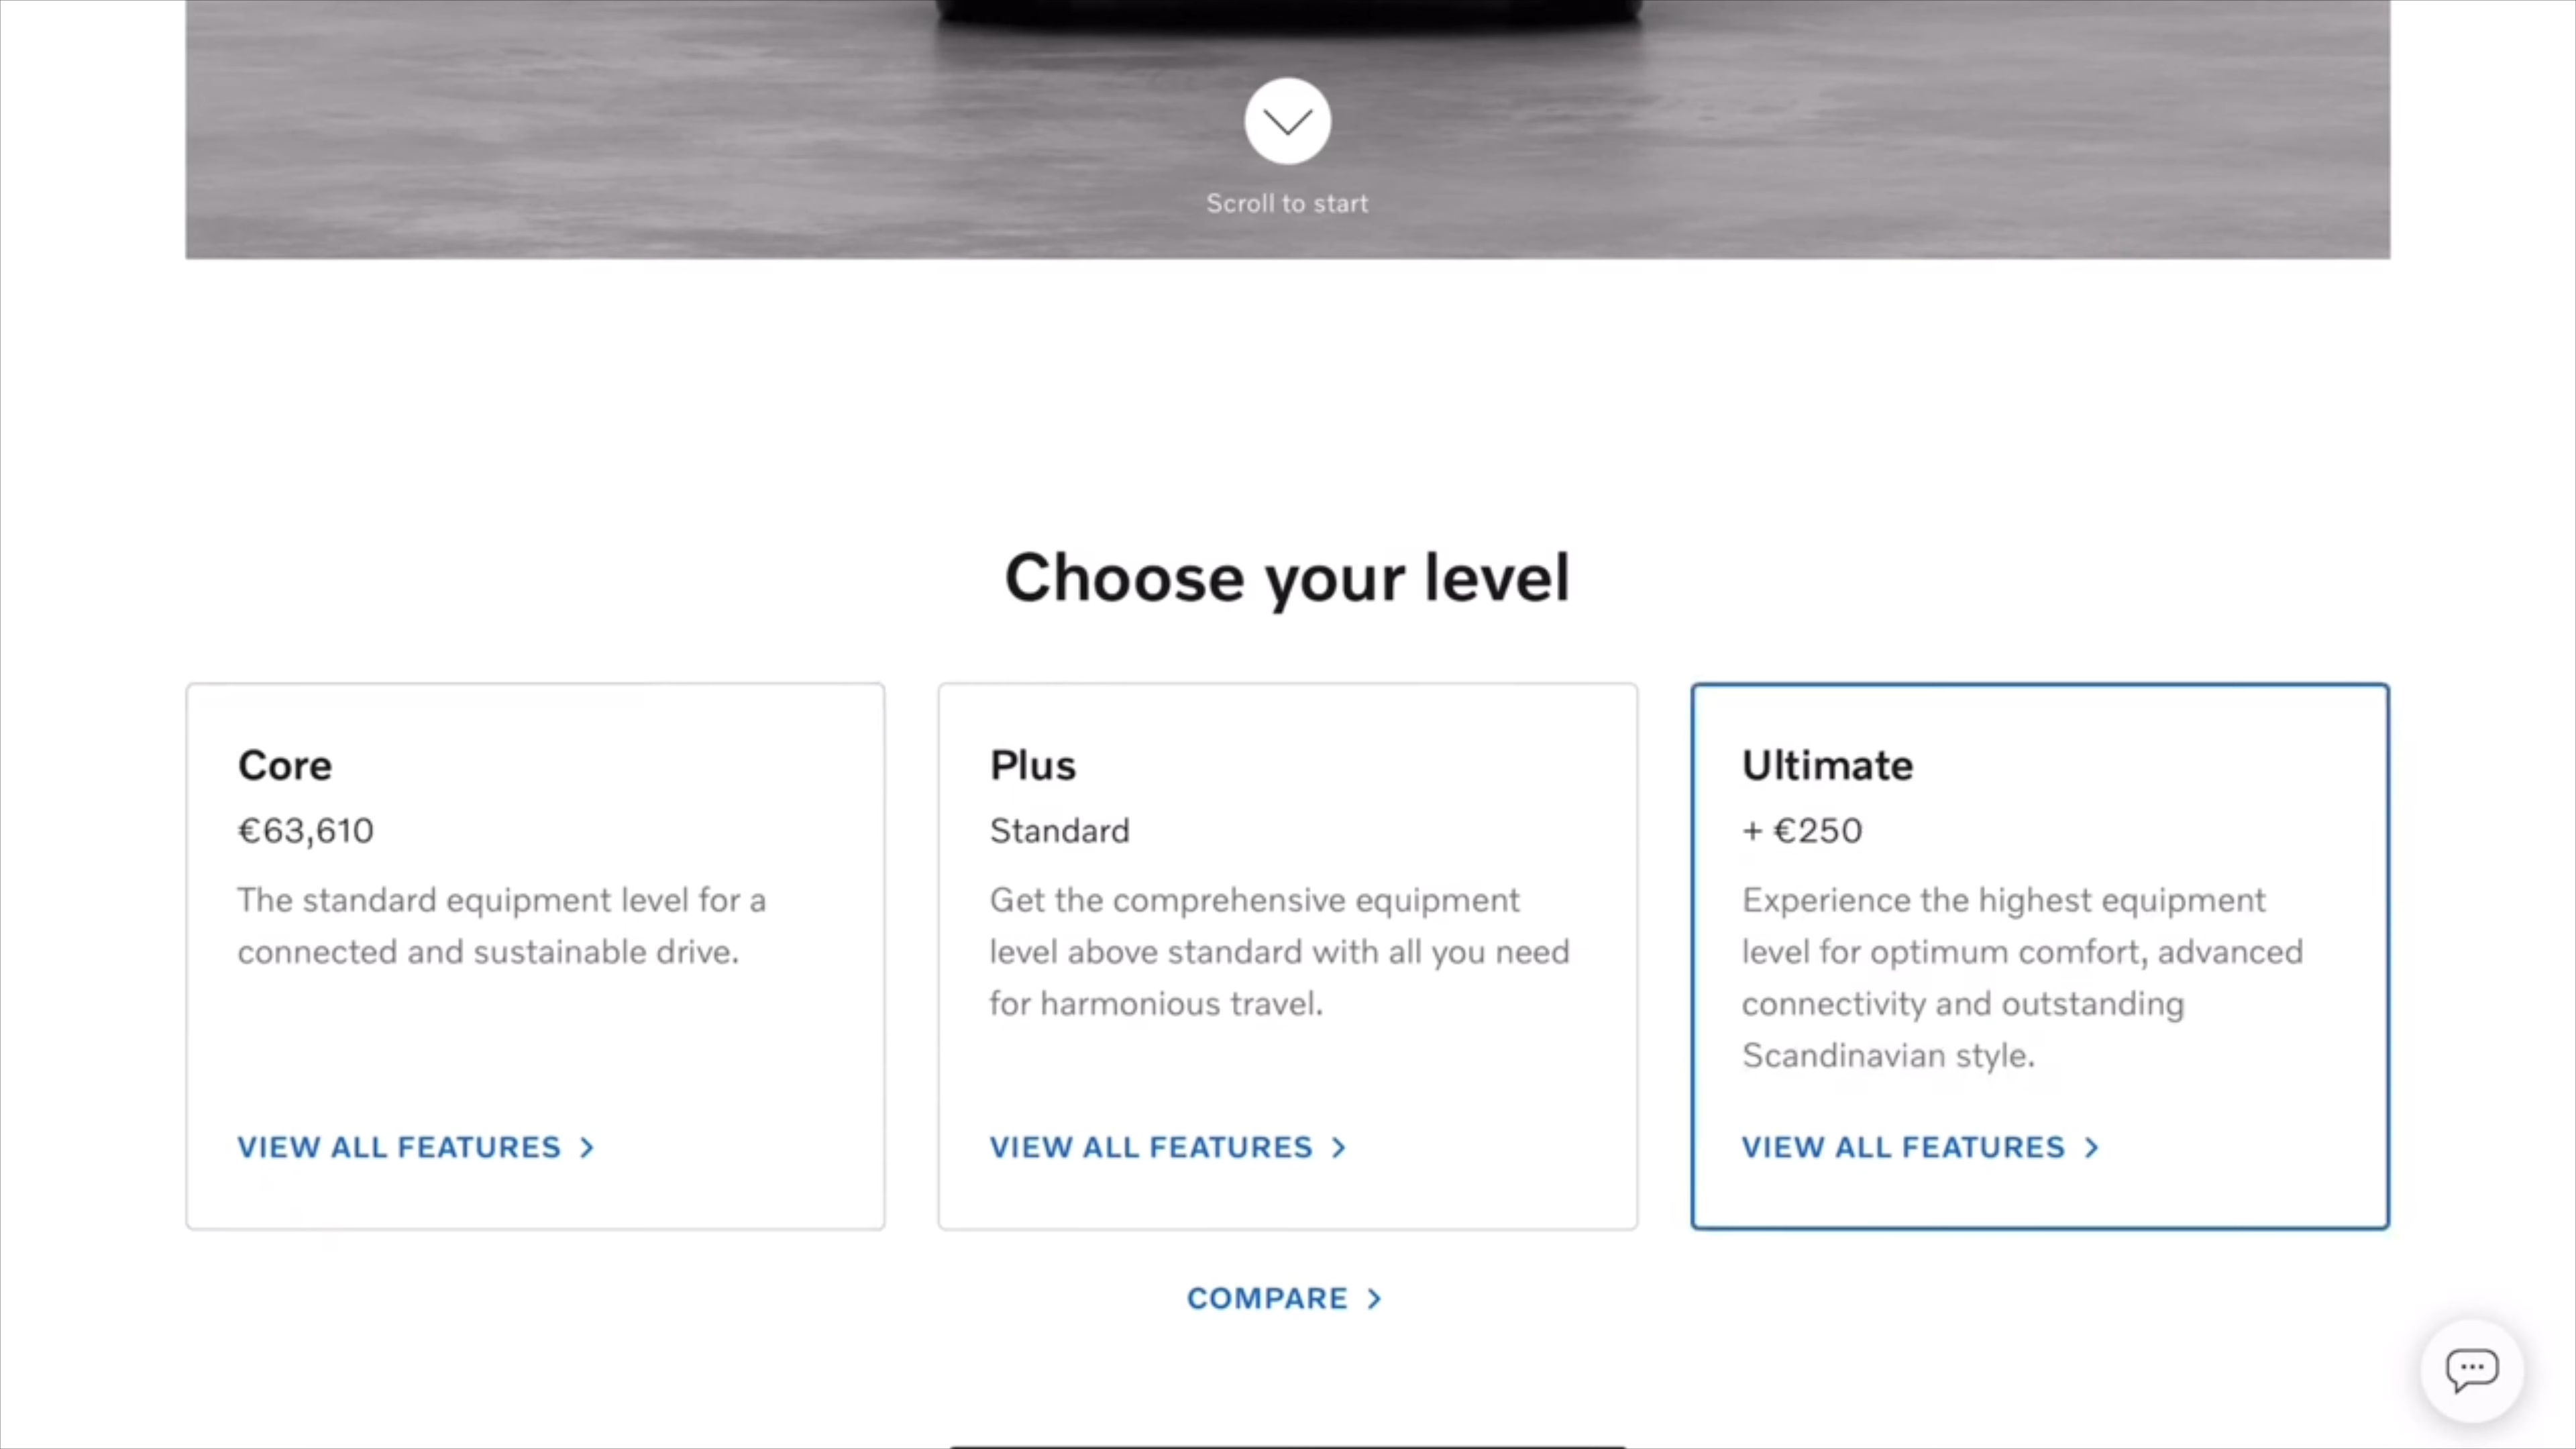 Scroll to start
Choose your level
Core
€63,610
The standard equipment level for a
connected and sustainable drive.
VIEW ALL FEATURES
Plus
Standard
Get the comprehensive equipment
level above standard with all you need
for harmonious travel.
VIEW ALL FEATURES
Ultimate
+ €250
Experience the highest equipment
level for optimum comfort, advanced
connectivity and outstanding
Scandinavian style.
VIEW ALL FEATURES
COMPARE